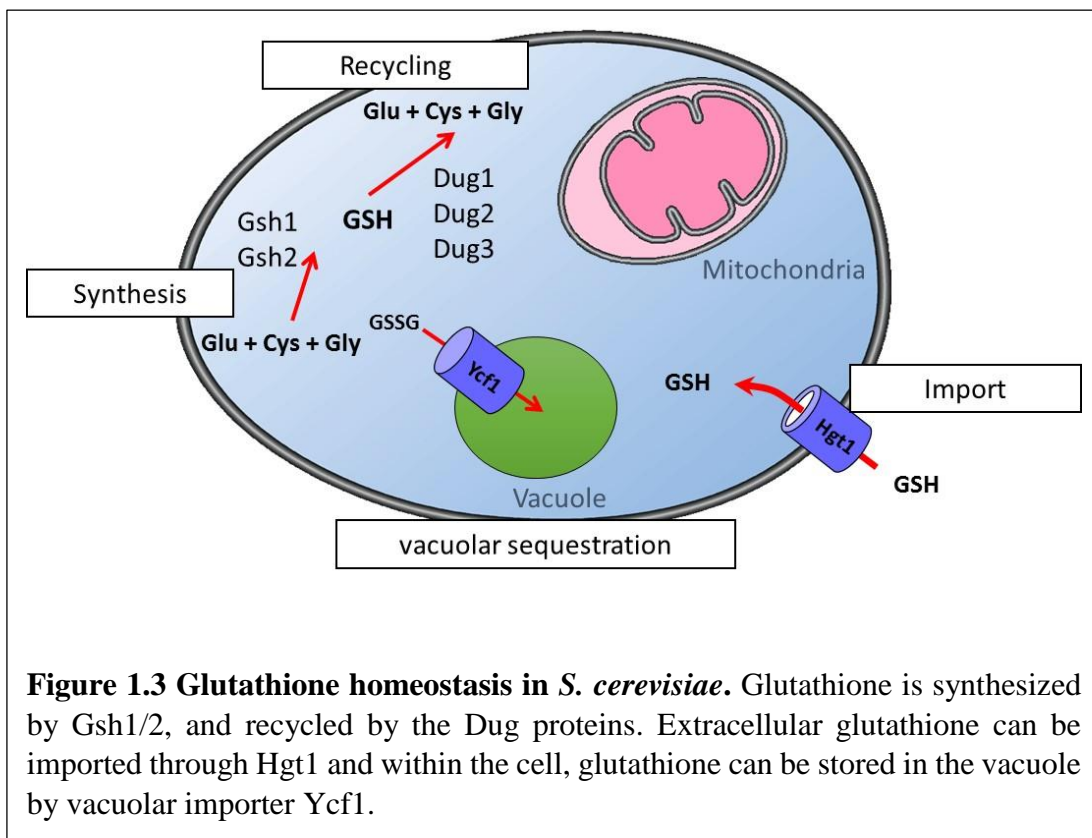 Recycling
Glu + Cys + Gly
Dug1
Dug2
Dug3
GSH
Gsh1
Gsh2
Synthesis
Glu + Cys + Gly
Mitochondria
GSSG
Ycf1
Vacuole
vacuolar sequestration
GSH
Import
Hgt1
GSH
Figure 1.3 Glutathione homeostasis in S. cerevisiae. Glutathione is synthesized
by Gsh1/2, and recycled by the Dug proteins. Extracellular glutathione can be
imported through Hgt1 and within the cell, glutathione can be stored in the vacuole
by vacuolar importer Ycf1.